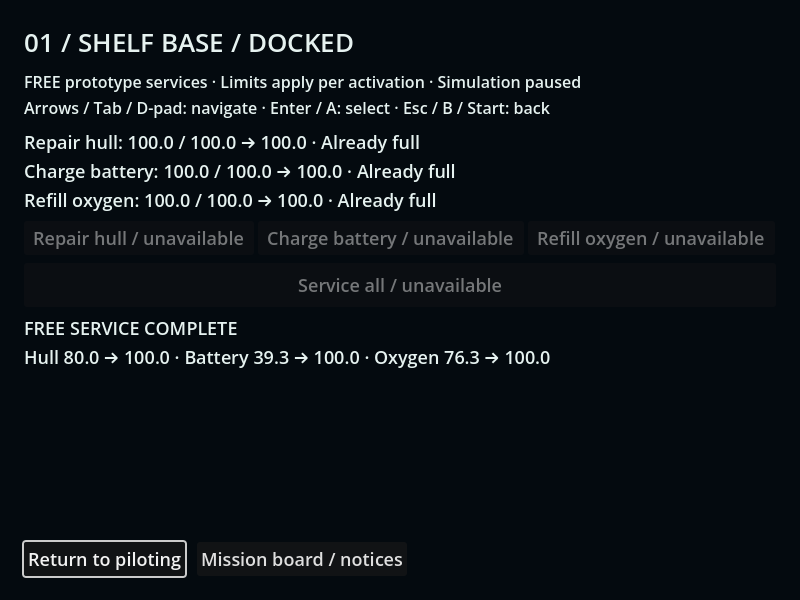 01 / SHELF BASE / DOCKED
FREE prototype services · Limits apply per activation · Simulation paused
Arrows / Tab / D-pad: navigate · Enter / A: select · Esc / B / Start: back
Repair hull: 100.0 / 100.0 → 100.0 · Already full
Charge battery: 100.0 / 100.0 → 100.0 · Already full
Refill oxygen: 100.0 / 100.0 → 100.0 · Already full
Repair hull / unavailable Charge battery / unavailable Refill oxygen / unavailable
Service all / unavailable
FREE SERVICE COMPLETE
Hull 80.0 → 100.0 · Battery 39.3 → 100.0 · Oxygen 76.3 → 100.0
Return to piloting Mission board / notices